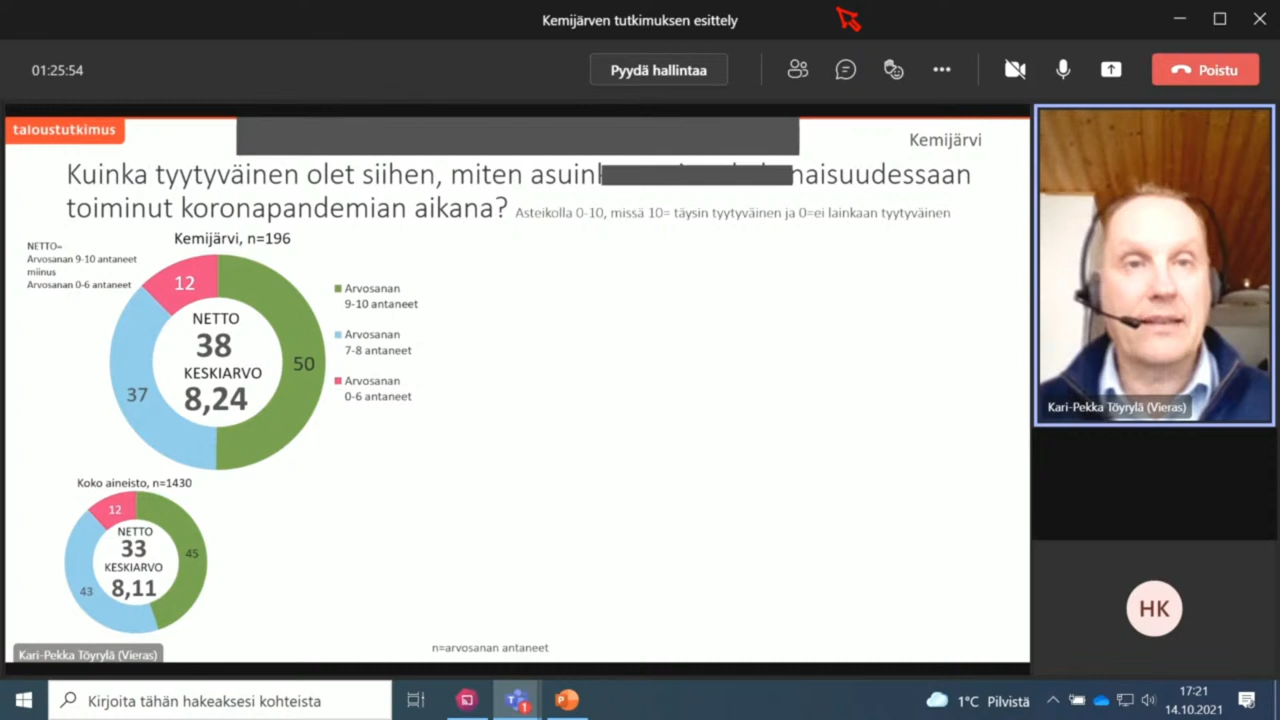 Kemijärven tutkimuksen esittely
01:25:54
Pyydä hallintaa
Poistu
taloustutkimus
Kemijärvi
Kuinka tyytyväinen olet siihen, miten naisuudessaan
toiminut koronapandemian aikana? Asteikolla 0-10, missä 10= täysin tyytyväinen ja 0=ei lainkaan tyytyväinen
Kemijärvi, n=196
NETTO=
Arvosanan 9-10 antaneet
miinus
Arvosanan 0-6 antaneet
12
NETTO
38
KESKIARVO
8,24
50
37
Arvosanan
9-10 antaneet
Arvosanan
7-8 antaneet
Arvosanan
0-6 antaneet
Koko aineisto, n=1430
12
NETTO
33
KESKIARVO
8,11
45
43
n=arvosanan antaneet
Kari-Pekka Töyrylä (Vieras)
Kari-Pekka Töyrylä (Vieras)
HK
Kirjoita tähän hakeaksesi kohteista
1
1°C Pilvistä
17:21
14.10.2021